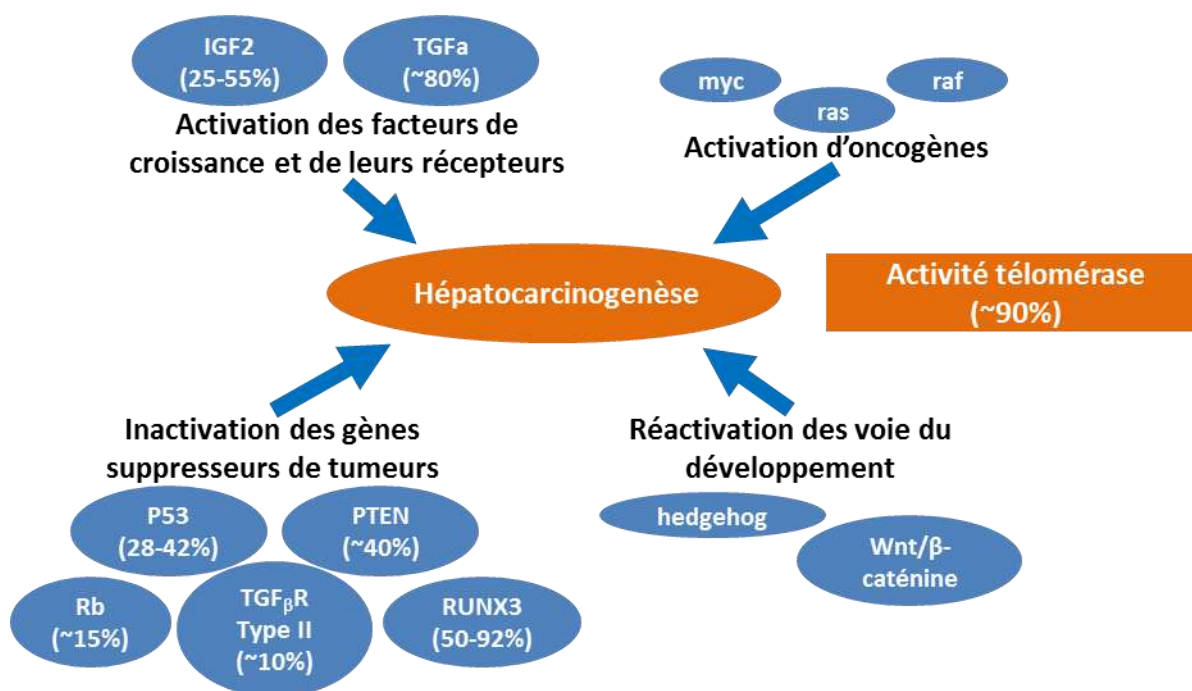 IGF2
(25-55%)
TGFa
(~80%)
Activation des facteurs de
croissance et de leurs récepteurs
myc
ras
raf
Activation d'oncogènes
Hépatocarcinogenèse
Activité télomérase
(~90%)
Inactivation des gènes
suppresseurs de tumeurs
P53
(28-42%)
PTEN
(~40%)
Rb
(~15%)
TGFβR
Type II
(~10%)
RUNX3
(50-92%)
Réactivation des voie du
développement
hedgehog
Wnt/β-
caténine